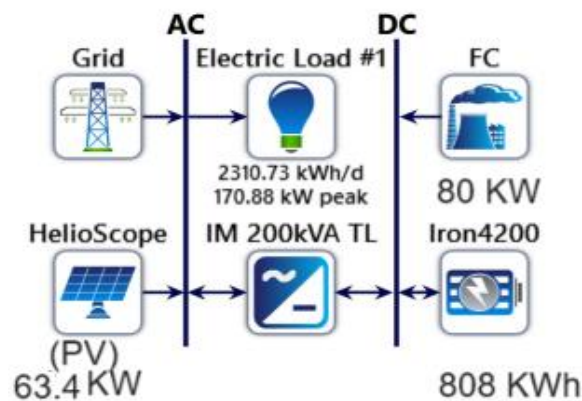 AC DC
Grid Electric Load #1 FC
2310.73 kWh/d
170.88 kW peak
80 KW
HelioScope IM 200kVA TL Iron4200
(PV)
63.4 KW 808 KWh